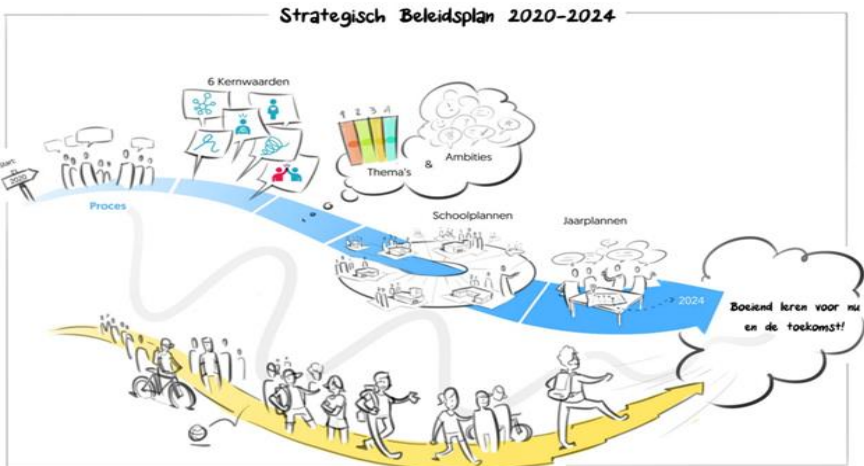 Strategisch Beleidsplan 2020-2024
6 Kernwaarden
1 2 3 4
Thema's & Ambities
Start
2020
Proces
Schoolplannen
Jaarplannen
2024
Boeiend leren voor nu
en de toekomst!